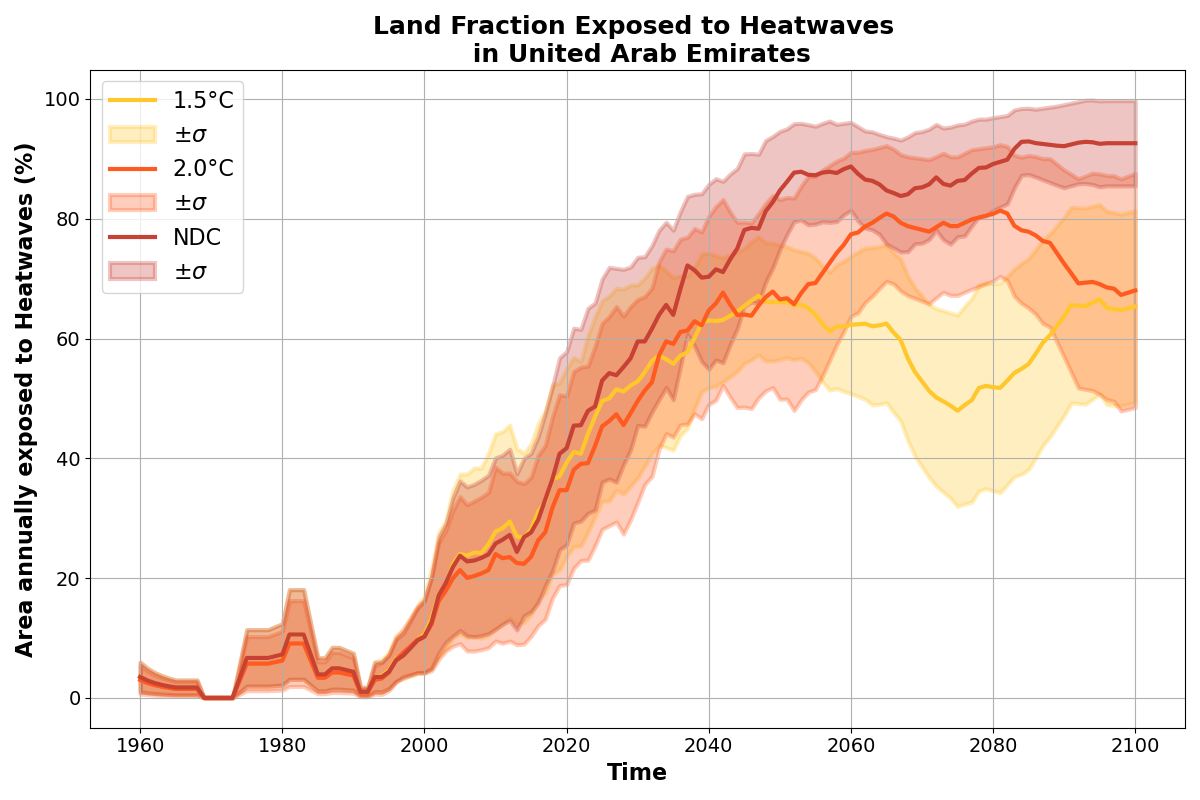 Land Fraction Exposed to Heatwaves
in United Arab Emirates
Area annually exposed to Heatwaves (%)
100
80
60
40
20
0
1.5°C
±σ
2.0°C
±σ
NDC
±σ
1960
1980
2000
2020
2040
2060
2080
2100
Time